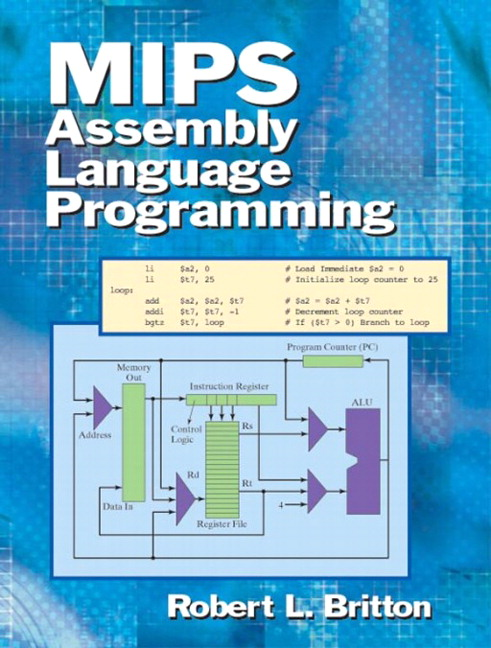 MIPS
Assembly
Language
Programming
li $a2, 0 # Load Immediate $a2 = 0
li $t7, 25 # Initialize loop counter to 25
loop:
add $a2, $a2, $t7 # $a2 = $a2 + $t7
addi $t7, $t7, -1 # Decrement loop counter
bgtz $t7, loop # If ($t7 > 0) Branch to loop
Program Counter (PC)
Memory
Out
Instruction Register
ALU
Address
Control
Logic
Rs
Rd
Rt
4
Data In
Register File
Robert L. Britton